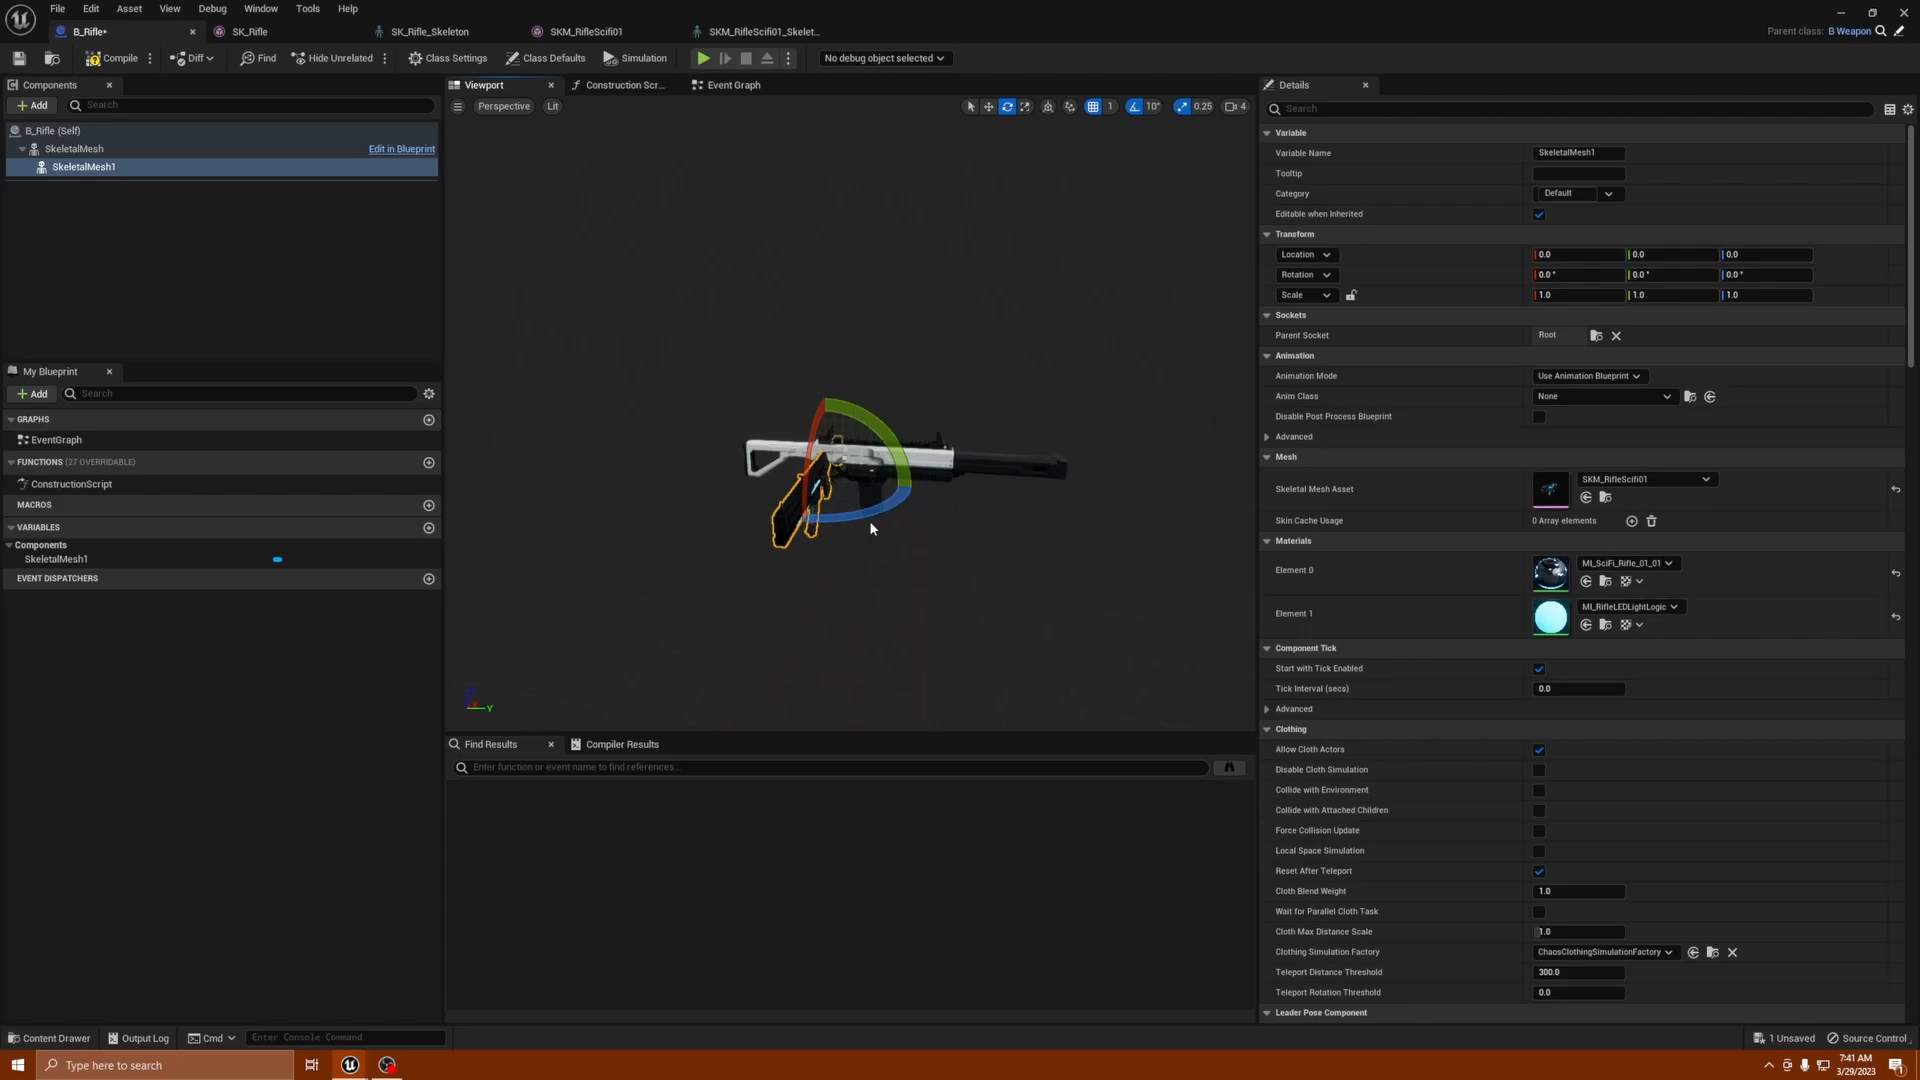 File Edit Asset View Debug Window Tools Help
B_Rifle* SK_Rifle SK_Rifle_Skeleton SKM_RifleScifi01 SKM_RifleScifi01_Skelet...
Parent class: B Weapon
Compile Diff Find Hide Unrelated Class Settings Class Defaults Simulation No debug object selected
Components
Add Search
B_Rifle (Self)
SkeletalMesh Edit in Blueprint
SkeletalMesh1
My Blueprint
Add Search
GRAPHS
EventGraph
FUNCTIONS (27 OVERRIDABLE)
ConstructionScript
MACROS
VARIABLES
Components
SkeletalMesh1
EVENT DISPATCHERS
Viewport Construction Scr... Event Graph
Perspective Lit 1 10° 0.25 4
Y
Find Results Compiler Results
Enter function or event name to find references...
Details
Search
Variable
Variable Name SkeletalMesh1
Tooltip
Category Default
Editable when Inherited
Transform
Location 0.0 0.0 0.0
Rotation 0.0 ° 0.0 ° 0.0 °
Scale 1.0 1.0 1.0
Sockets
Parent Socket Root
Animation
Animation Mode Use Animation Blueprint
Anim Class None
Disable Post Process Blueprint
Advanced
Mesh
Skeletal Mesh Asset SKM_RifleScifi01
Skin Cache Usage 0 Array elements
Materials
Element 0 MI_SciFi_Rifle_01_01
Element 1 MI_RifleLEDLightLogic
Component Tick
Start with Tick Enabled
Tick Interval (secs) 0.0
Advanced
Clothing
Allow Cloth Actors
Disable Cloth Simulation
Collide with Environment
Collide with Attached Children
Force Collision Update
Local Space Simulation
Reset After Teleport
Cloth Blend Weight 1.0
Wait for Parallel Cloth Task
Cloth Max Distance Scale 1.0
Clothing Simulation Factory ChaosClothingSimulationFactory
Teleport Distance Threshold 300.0
Teleport Rotation Threshold 0.0
Leader Pose Component
Content Drawer Output Log Cmd Enter Console Command 1 Unsaved Source Control
Type here to search
7:41 AM
3/29/2023
1